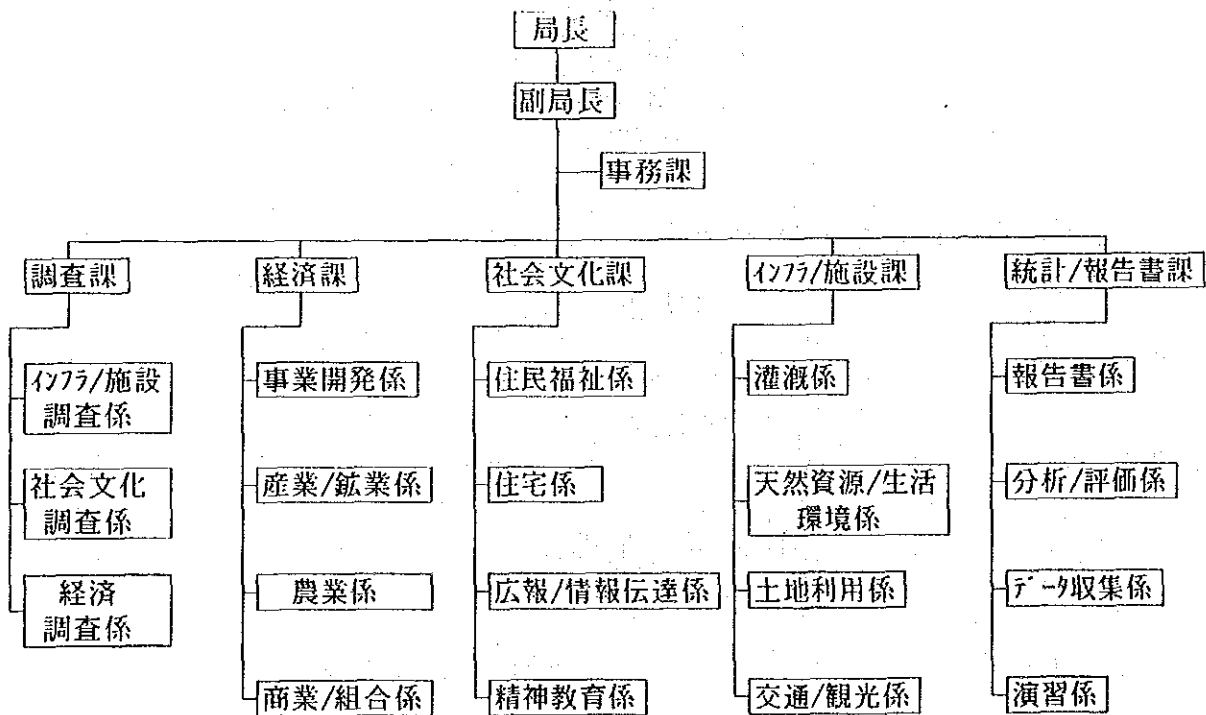 局長
副局長
事務課
調査課
経済課
社会文化課
ｲﾝﾌﾗ/施設課
統計/報告書課
ｲﾝﾌﾗ/施設
調査係
社会文化
調査係
経済
調査係
事業開発係
産業/鉱業係
農業係
商業/組合係
住民福祉係
住宅係
広報/情報伝達係
精神教育係
灌漑係
天然資源/生活
環境係
土地利用係
交通/観光係
報告書係
分析/評価係
ﾃﾞｰﾀ収集係
演習係